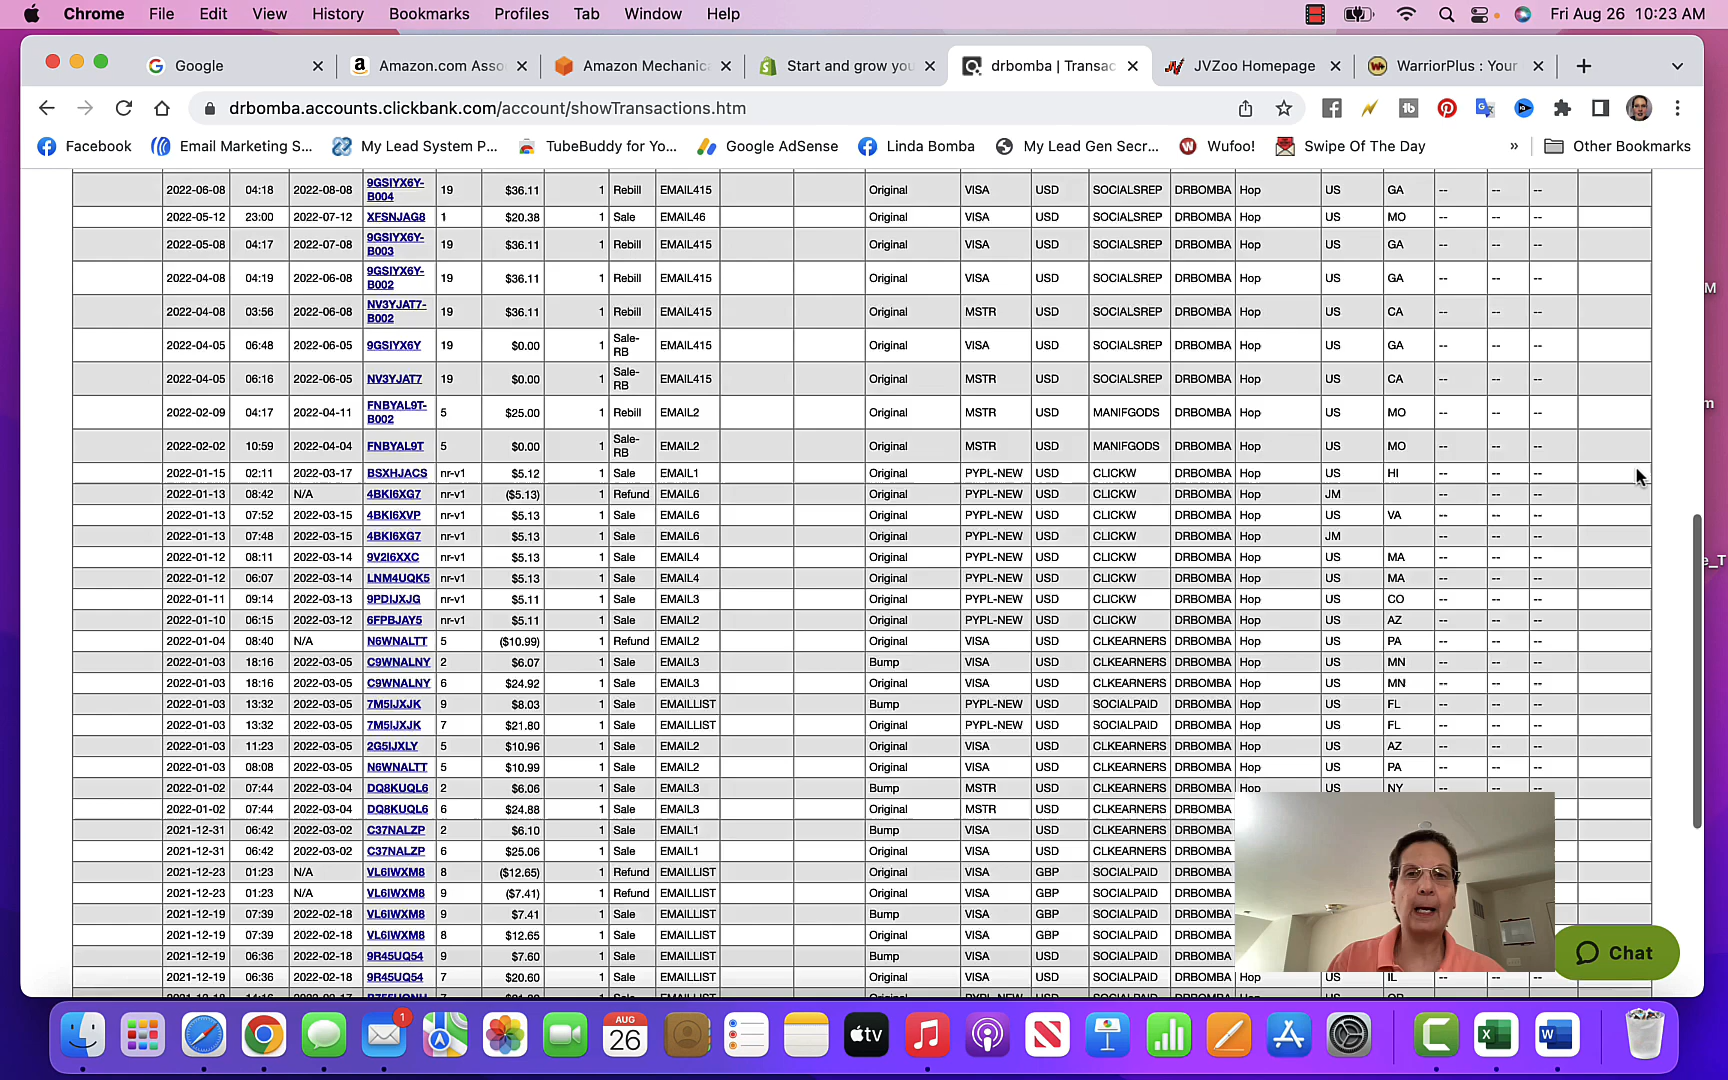 Chrome File Edit View History Bookmarks Profiles Tab Window Help Fri Aug 26 10:23 AM
Google Amazon.com Asso Amazon Mechanica Start and grow you drbomba | Transac JVZoo Homepage WarriorPlus : Your
drbomba.accounts.clickbank.com/account/showTransactions.htm
Facebook Email Marketing S... My Lead System P... TubeBuddy for Yo... Google AdSense Linda Bomba My Lead Gen Secr... Wufoo! Swipe Of The Day » Other Bookmarks
2022-06-08 04:18 2022-08-08 9GSIYX6Y-B004 19 $36.11 1 Rebill EMAIL415 Original VISA USD SOCIALSREP DRBOMBA Hop US GA -- -- --
2022-05-12 23:00 2022-07-12 XFSNJAG8 1 $20.38 1 Sale EMAIL46 Original VISA USD SOCIALSREP DRBOMBA Hop US MO -- -- --
2022-05-08 04:17 2022-07-08 9GSIYX6Y-B003 19 $36.11 1 Rebill EMAIL415 Original VISA USD SOCIALSREP DRBOMBA Hop US GA -- -- --
2022-04-08 04:19 2022-06-08 9GSIYX6Y-B002 19 $36.11 1 Rebill EMAIL415 Original VISA USD SOCIALSREP DRBOMBA Hop US GA -- -- --
2022-04-08 03:56 2022-06-08 NV3YJAT7-B002 19 $36.11 1 Rebill EMAIL415 Original MSTR USD SOCIALSREP DRBOMBA Hop US CA -- -- --
2022-04-05 06:48 2022-06-05 9GSIYX6Y 19 $0.00 1 Sale-RB EMAIL415 Original VISA USD SOCIALSREP DRBOMBA Hop US GA -- -- --
2022-04-05 06:16 2022-06-05 NV3YJAT7 19 $0.00 1 Sale-RB EMAIL415 Original MSTR USD SOCIALSREP DRBOMBA Hop US CA -- -- --
2022-02-09 04:17 2022-04-11 FNBYAL9T-B002 5 $25.00 1 Rebill EMAIL2 Original MSTR USD MANIFGODS DRBOMBA Hop US MO -- -- --
2022-02-02 10:59 2022-04-04 FNBYAL9T 5 $0.00 1 Sale-RB EMAIL2 Original MSTR USD MANIFGODS DRBOMBA Hop US MO -- -- --
2022-01-15 02:11 2022-03-17 BSXHJACS nr-v1 $5.12 1 Sale EMAIL1 Original PYPL-NEW USD CLICKW DRBOMBA Hop US HI -- -- --
2022-01-13 08:42 N/A 4BKI6XG7 nr-v1 ($5.13) 1 Refund EMAIL6 Original PYPL-NEW USD CLICKW DRBOMBA Hop JM -- -- --
2022-01-13 07:52 2022-03-15 4BKI6XVP nr-v1 $5.13 1 Sale EMAIL6 Original PYPL-NEW USD CLICKW DRBOMBA Hop US VA -- -- --
2022-01-13 07:48 2022-03-15 4BKI6XG7 nr-v1 $5.13 1 Sale EMAIL6 Original PYPL-NEW USD CLICKW DRBOMBA Hop JM -- -- --
2022-01-12 08:11 2022-03-14 9V2I6XXC nr-v1 $5.13 1 Sale EMAIL4 Original PYPL-NEW USD CLICKW DRBOMBA Hop US MA -- -- --
2022-01-12 06:07 2022-03-14 LNM4UQK5 nr-v1 $5.13 1 Sale EMAIL4 Original PYPL-NEW USD CLICKW DRBOMBA Hop US MA -- -- --
2022-01-11 09:14 2022-03-13 9PDIJXJG nr-v1 $5.11 1 Sale EMAIL3 Original PYPL-NEW USD CLICKW DRBOMBA Hop US CO -- -- --
2022-01-10 06:15 2022-03-12 6FPBJAY5 nr-v1 $5.11 1 Sale EMAIL2 Original PYPL-NEW USD CLICKW DRBOMBA Hop US AZ -- -- --
2022-01-04 08:40 N/A N6WNALTT 5 ($10.99) 1 Refund EMAIL2 Original VISA USD CLKEARNERS DRBOMBA Hop US PA -- -- --
2022-01-03 18:16 2022-03-05 C9WNALNY 2 $6.07 1 Sale EMAIL3 Bump VISA USD CLKEARNERS DRBOMBA Hop US MN -- -- --
2022-01-03 18:16 2022-03-05 C9WNALNY 6 $24.92 1 Sale EMAIL3 Original VISA USD CLKEARNERS DRBOMBA Hop US MN -- -- --
2022-01-03 13:32 2022-03-05 7M5IJXJK 9 $8.03 1 Sale EMAILLIST Bump PYPL-NEW USD SOCIALPAID DRBOMBA Hop US FL -- -- --
2022-01-03 13:32 2022-03-05 7M5IJXJK 7 $21.80 1 Sale EMAILLIST Original PYPL-NEW USD SOCIALPAID DRBOMBA Hop US FL -- -- --
2022-01-03 11:23 2022-03-05 2G5IJXLY 5 $10.96 1 Sale EMAIL2 Original VISA USD CLKEARNERS DRBOMBA Hop US AZ -- -- --
2022-01-03 08:08 2022-03-05 N6WNALTT 5 $10.99 1 Sale EMAIL2 Original VISA USD CLKEARNERS DRBOMBA Hop US PA -- -- --
2022-01-02 07:44 2022-03-04 DQ8KUQL6 2 $6.06 1 Sale EMAIL3 Bump MSTR USD CLKEARNERS DRBOMBA Hop US NY -- -- --
2022-01-02 07:44 2022-03-04 DQ8KUQL6 6 $24.88 1 Sale EMAIL3 Original MSTR USD CLKEARNERS DRBOMBA
2021-12-31 06:42 2022-03-02 C37NALZP 2 $6.10 1 Sale EMAIL1 Bump VISA USD CLKEARNERS DRBOMBA
2021-12-31 06:42 2022-03-02 C37NALZP 6 $25.06 1 Sale EMAIL1 Original VISA USD CLKEARNERS DRBOMBA
2021-12-23 01:23 N/A VL6IWXM8 8 ($12.65) 1 Refund EMAILLIST Original VISA GBP SOCIALPAID DRBOMBA
2021-12-23 01:23 N/A VL6IWXM8 9 ($7.41) 1 Refund EMAILLIST Original VISA GBP SOCIALPAID DRBOMBA
2021-12-19 07:39 2022-02-18 VL6IWXM8 9 $7.41 1 Sale EMAILLIST Bump VISA GBP SOCIALPAID DRBOMBA
2021-12-19 07:39 2022-02-18 VL6IWXM8 8 $12.65 1 Sale EMAILLIST Original VISA GBP SOCIALPAID DRBOMBA
2021-12-19 06:36 2022-02-18 9R45UQ54 9 $7.60 1 Sale EMAILLIST Bump VISA USD SOCIALPAID DRBOMBA
2021-12-19 06:36 2022-02-18 9R45UQ54 7 $20.60 1 Sale EMAILLIST Original VISA USD SOCIALPAID DRBOMBA Hop US IL -- -- --
Chat
1 AUG 26 tv